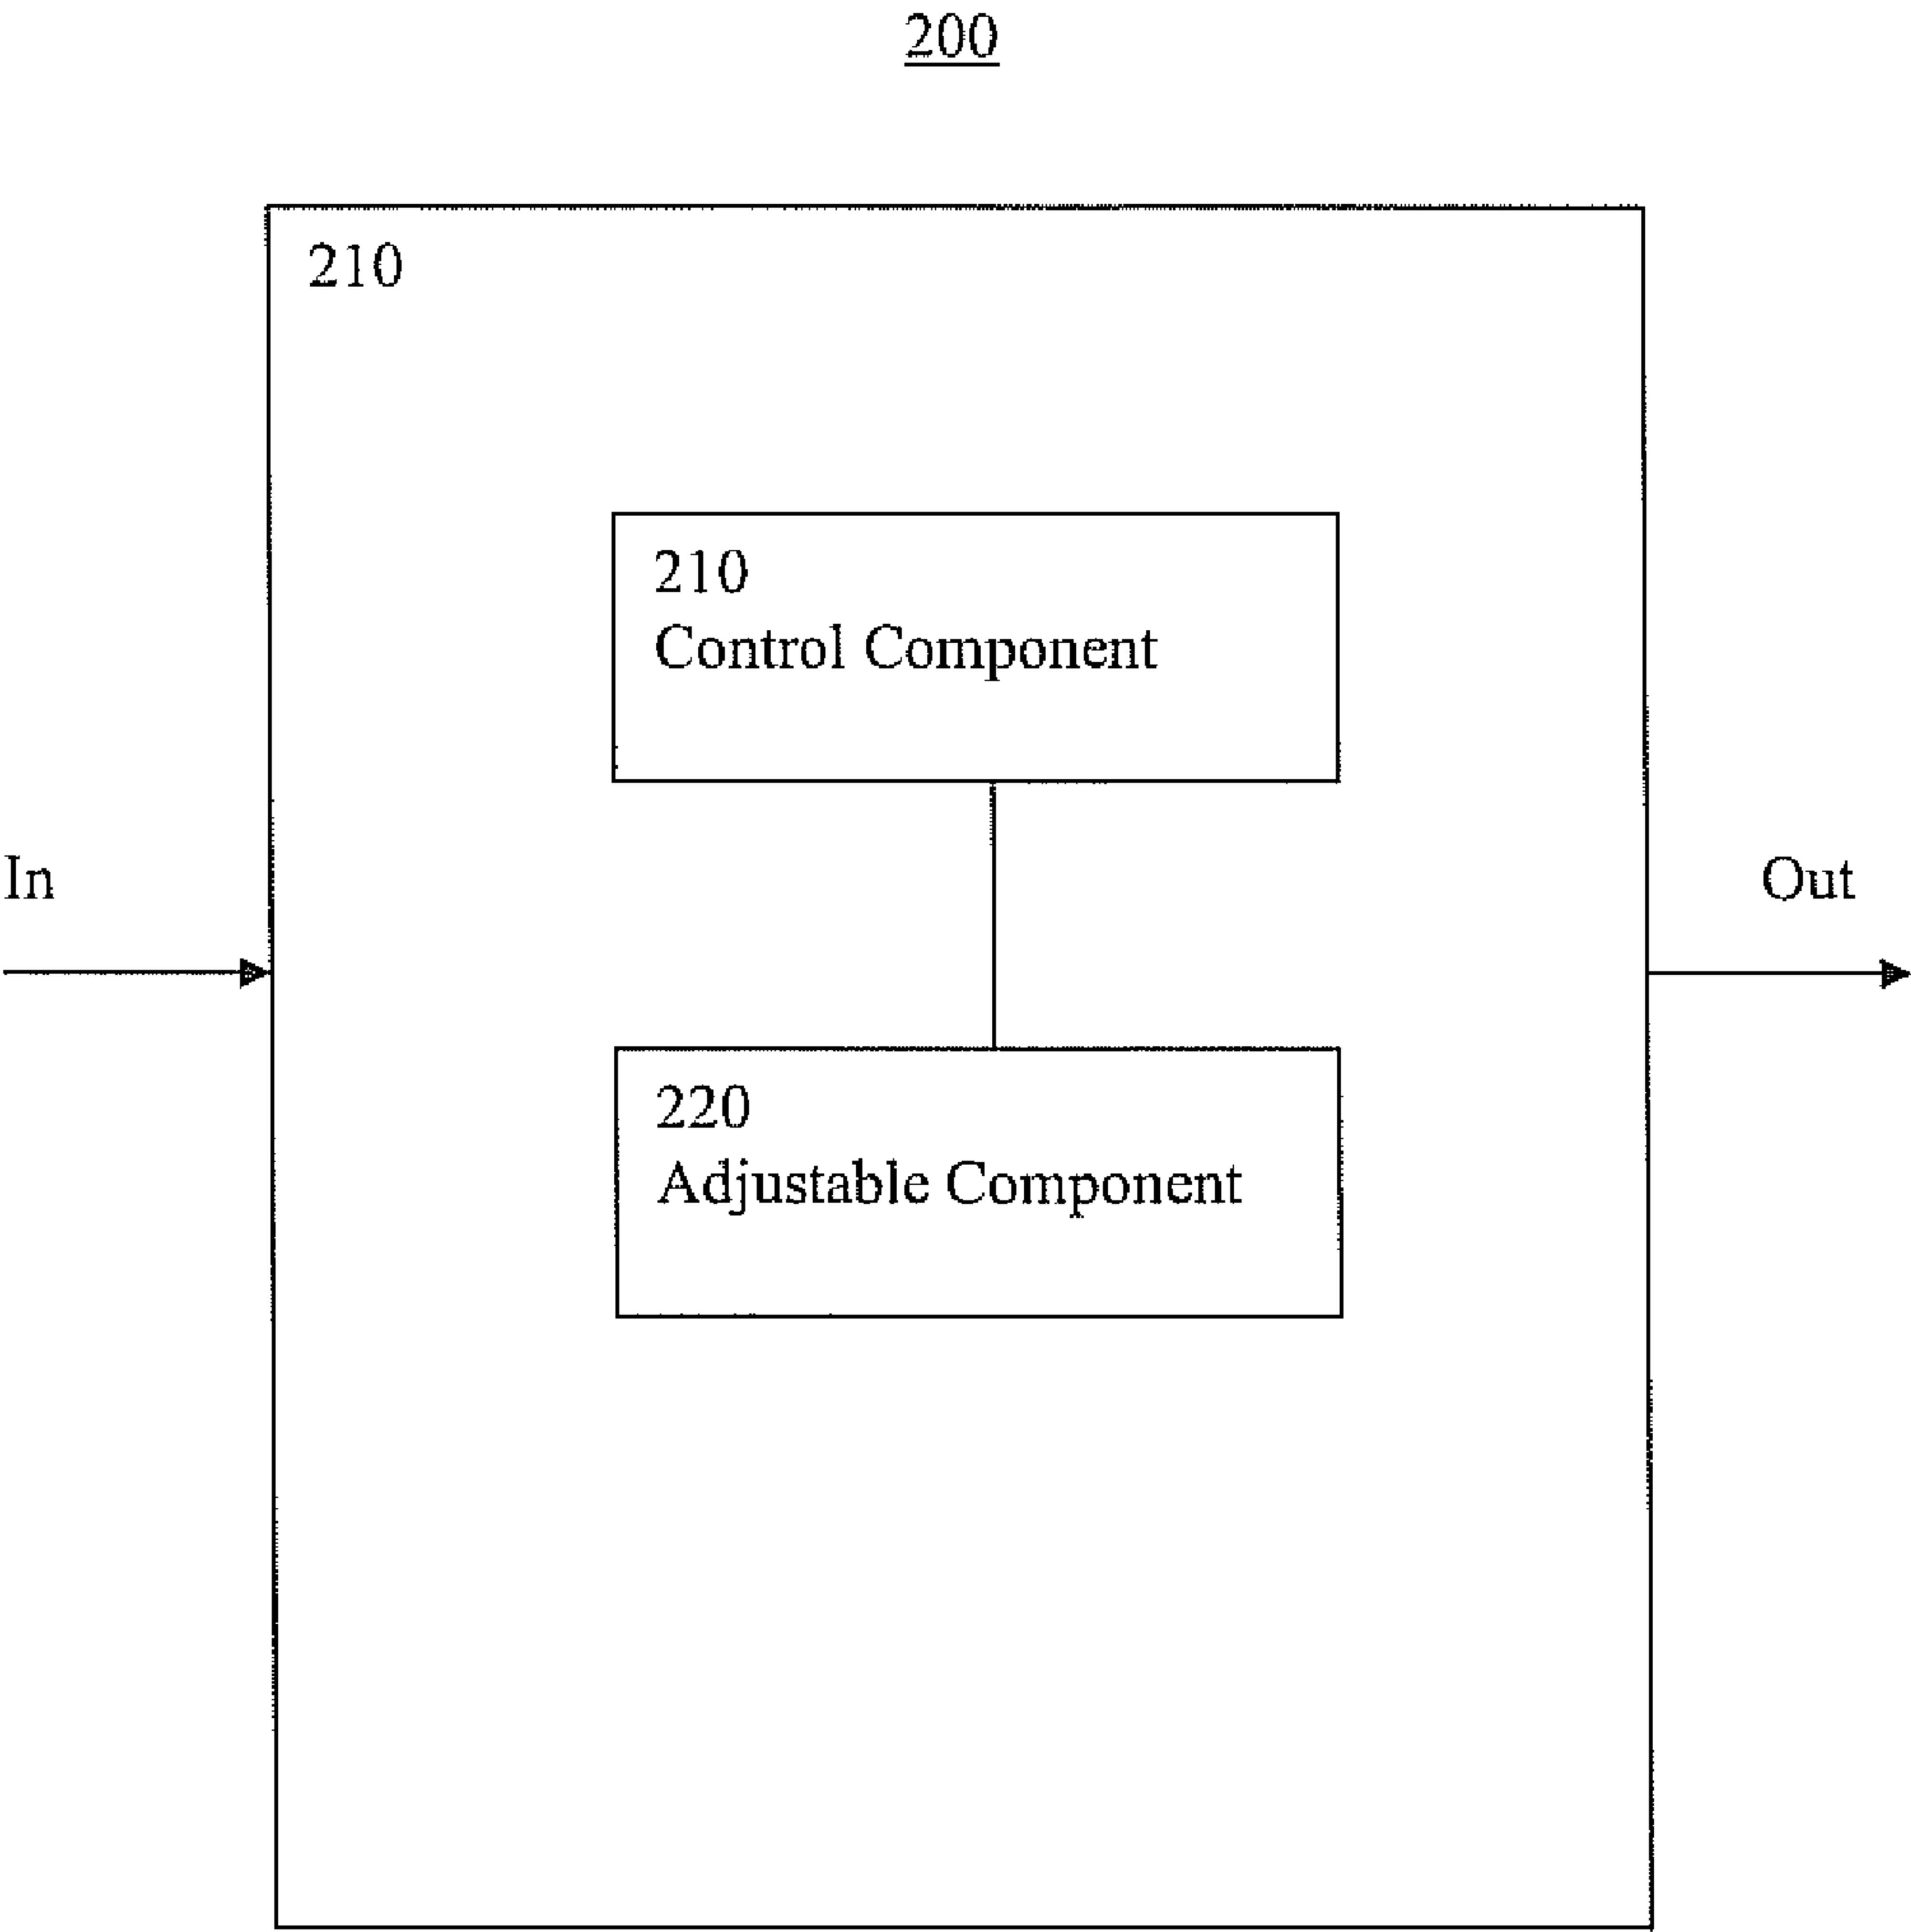 200
210
210
Control Component
In
Out
220
Adjustable Component